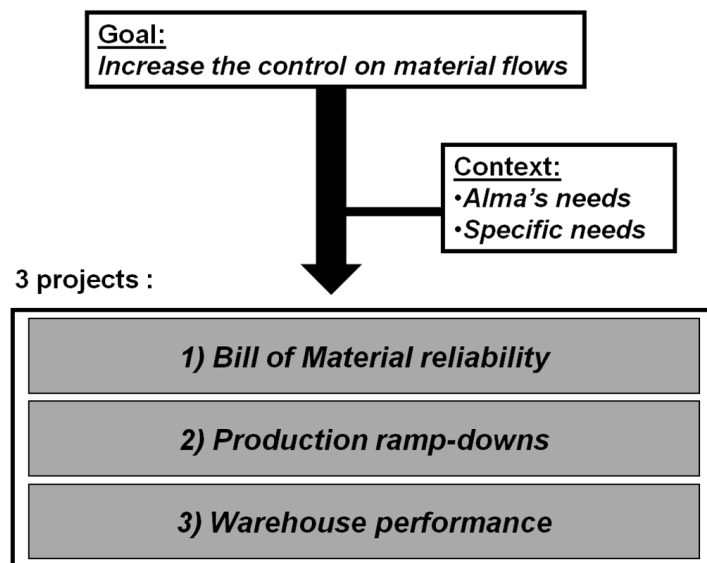 Goal:
Increase the control on material flows
Context:
•Alma's needs
•Specific needs
3 projects :
1) Bill of Material reliability
2) Production ramp-downs
3) Warehouse performance